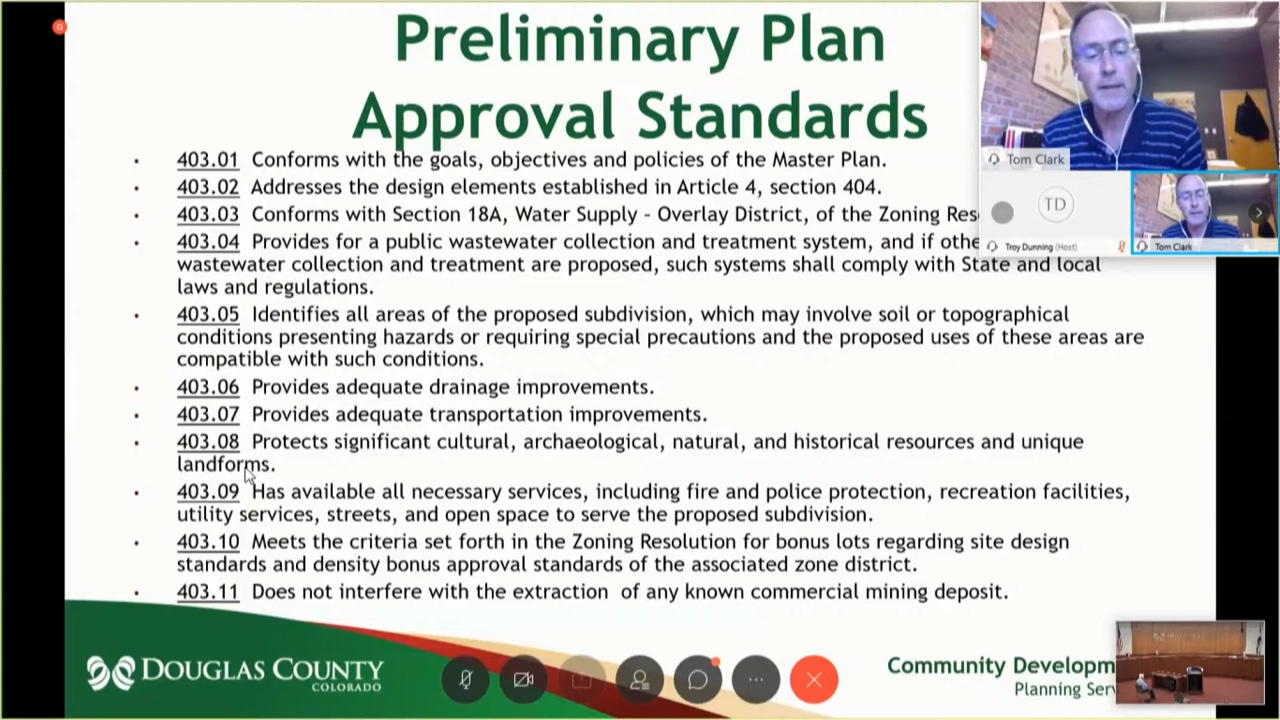 Preliminary Plan
Approval Standards
403.01 Conforms with the goals, objectives and policies of the Master Plan.
403.02 Addresses the design elements established in Article 4, section 404.
403.03 Conforms with Section 18A, Water Supply - Overlay District, of the Zoning
403.04 Provides for a public wastewater collection and treatment system, and if
wastewater collection and treatment are proposed, such systems shall comply with State and local
laws and regulations.
403.05 Identifies all areas of the proposed subdivision, which may involve soil or topographical
conditions presenting hazards or requiring special precautions and the proposed uses of these areas are
compatible with such conditions.
403.06 Provides adequate drainage improvements.
403.07 Provides adequate transportation improvements.
403.08 Protects significant cultural, archaeological, natural, and historical resources and unique
landforms.
403.09 Has available all necessary services, including fire and police protection, recreation facilities,
utility services, streets, and open space to serve the proposed subdivision.
403.10 Meets the criteria set forth in the Zoning Resolution for bonus lots regarding site design
standards and density bonus approval standards of the associated zone district.
403.11 Does not interfere with the extraction of any known commercial mining deposit.
Tom Clark
TD
Troy Dunning (Host)
Tom Clark
DOUGLAS COUNTY
COLORADO
Community
Planning